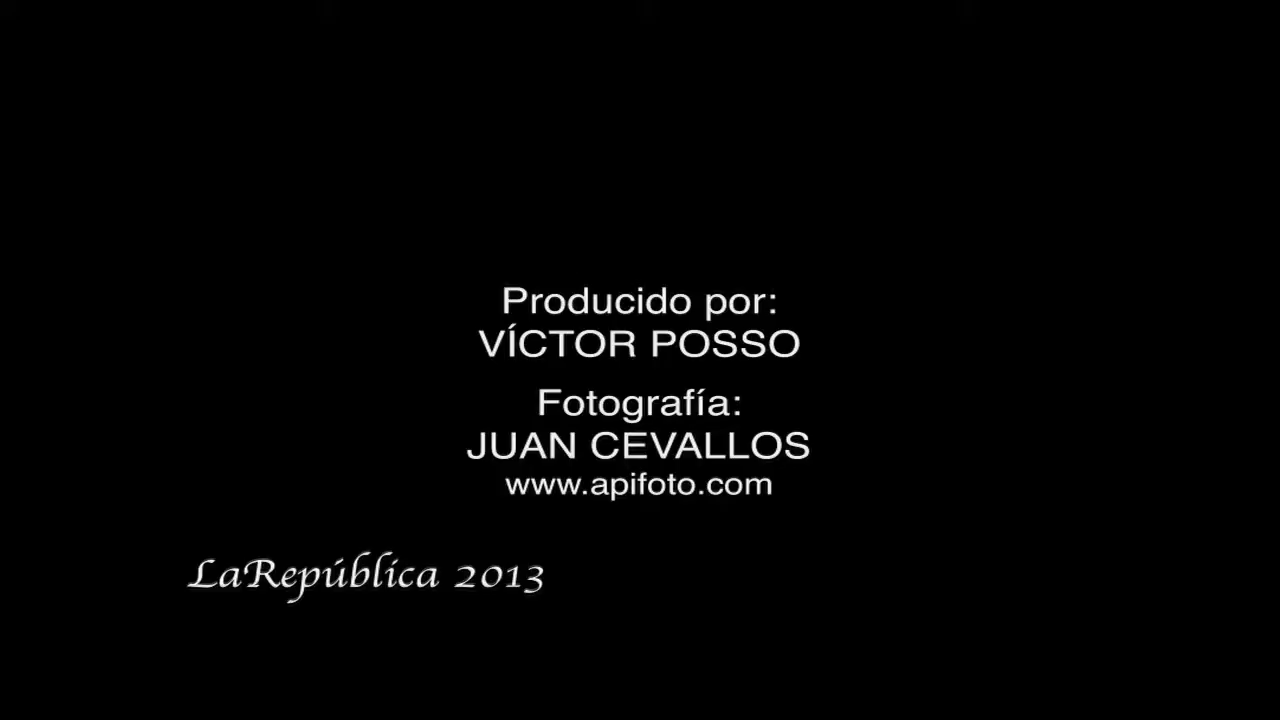 Producido por:
VÍCTOR POSSO
Fotografía:
JUAN CEVALLOS
www.apifoto.com
LaRepública 2013